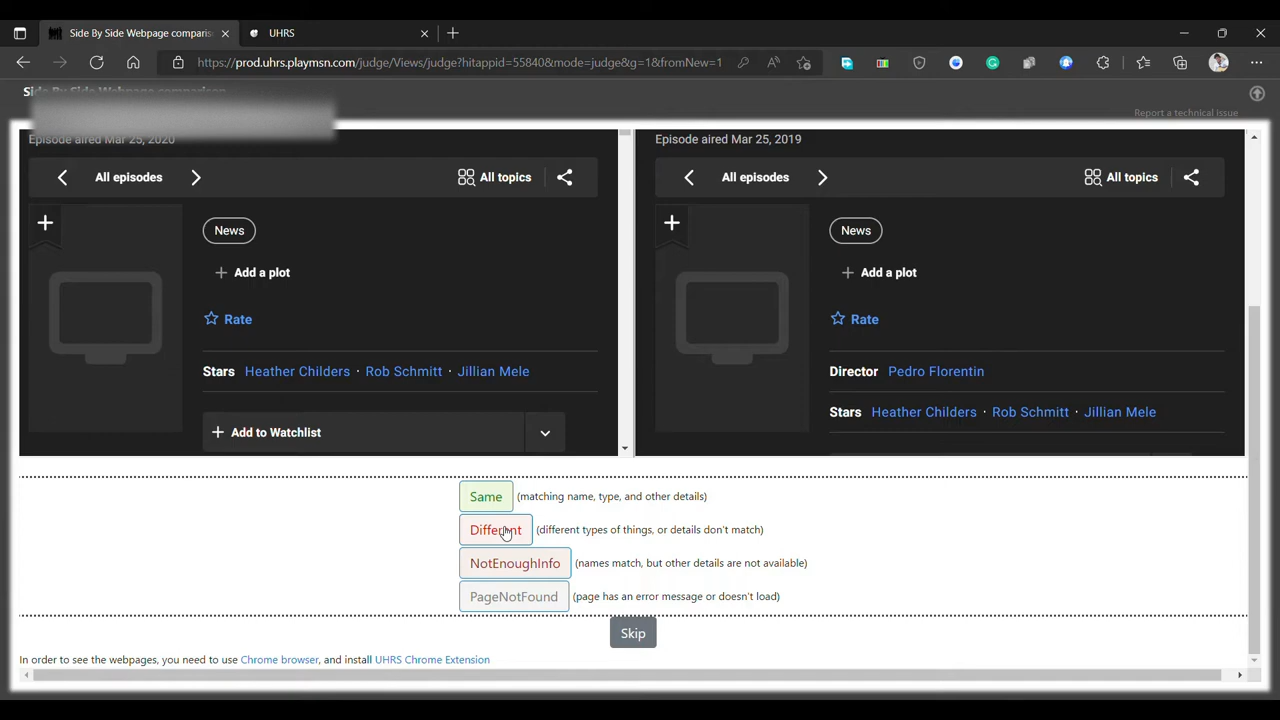 Side By Side Webpage comparis
UHRS
https://prod.uhrs.playmsn.com/judge/Views/judge?hitappid=55840&mode=judge&g=1&fromNew=1
Side By Side Webpage comparison
Report a technical issue
Episode aired Mar 25, 2020
Episode aired Mar 25, 2019
All episodes
All topics
All episodes
All topics
News
News
Add a plot
Add a plot
Rate
Rate
Stars Heather Childers · Rob Schmitt · Jillian Mele
Director Pedro Florentin
Stars Heather Childers · Rob Schmitt · Jillian Mele
+ Add to Watchlist
Same (matching name, type, and other details)
Different (different types of things, or details don't match)
NotEnoughInfo (names match, but other details are not available)
PageNotFound (page has an error message or doesn't load)
Skip
In order to see the webpages, you need to use Chrome browser, and install UHRS Chrome Extension